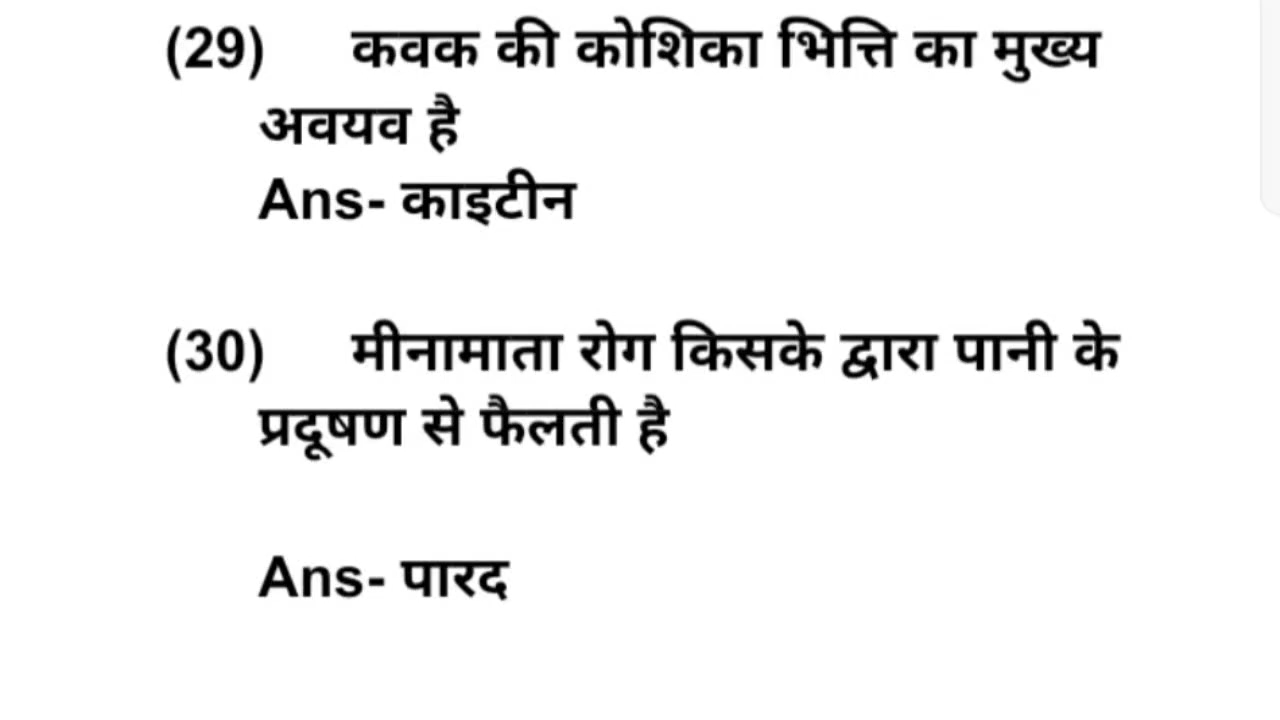 (29) कवक की कोशिका भित्ति का मुख्य
अवयव है
Ans- काइटीन
(30) मीनामाता रोग किसके द्वारा पानी के
प्रदूषण से फैलती है
Ans- पारद